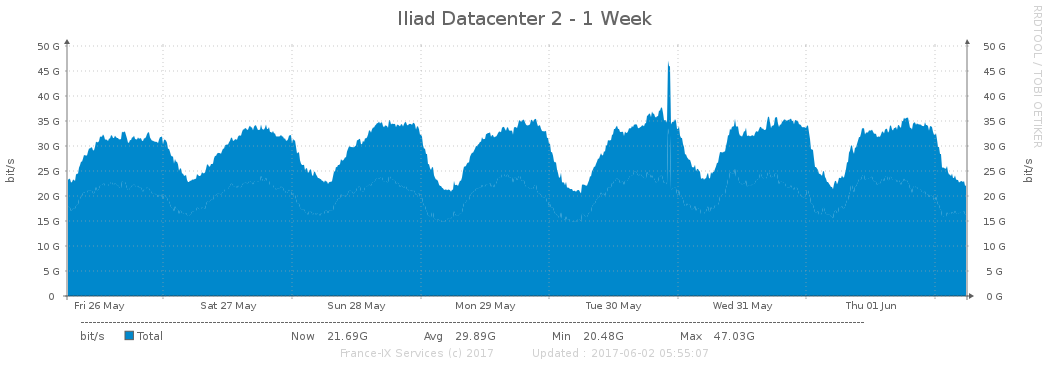 Iliad Datacenter 2 - 1 Week
RRDTOOL / TOBI OETIKER
bit/s
50 G 50 G
45 G 45 G
40 G 40 G
35 G 35 G
30 G 30 G
25 G 25 G
20 G 20 G
15 G 15 G
10 G 10 G
5 G 5 G
0 0 G
bit/s
Fri 26 May Sat 27 May Sun 28 May Mon 29 May Tue 30 May Wed 31 May Thu 01 Jun
bit/s Total Now 21.69G Avg 29.89G Min 20.48G Max 47.03G
France-IX Services (c) 2017 Updated : 2017-06-02 05:55:07